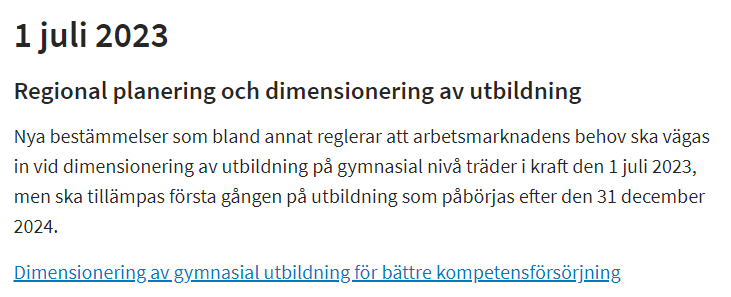 1 juli 2023
Regional planering och dimensionering av utbildning
Nya bestämmelser som bland annat reglerar att arbetsmarknadens behov ska vägas
in vid dimensionering av utbildning på gymnasial nivå träder i kraft den 1 juli 2023,
men ska tillämpas första gången på utbildning som påbörjas efter den 31 december
2024.
Dimensionering av gymnasial utbildning för bättre kompetensförsörjning